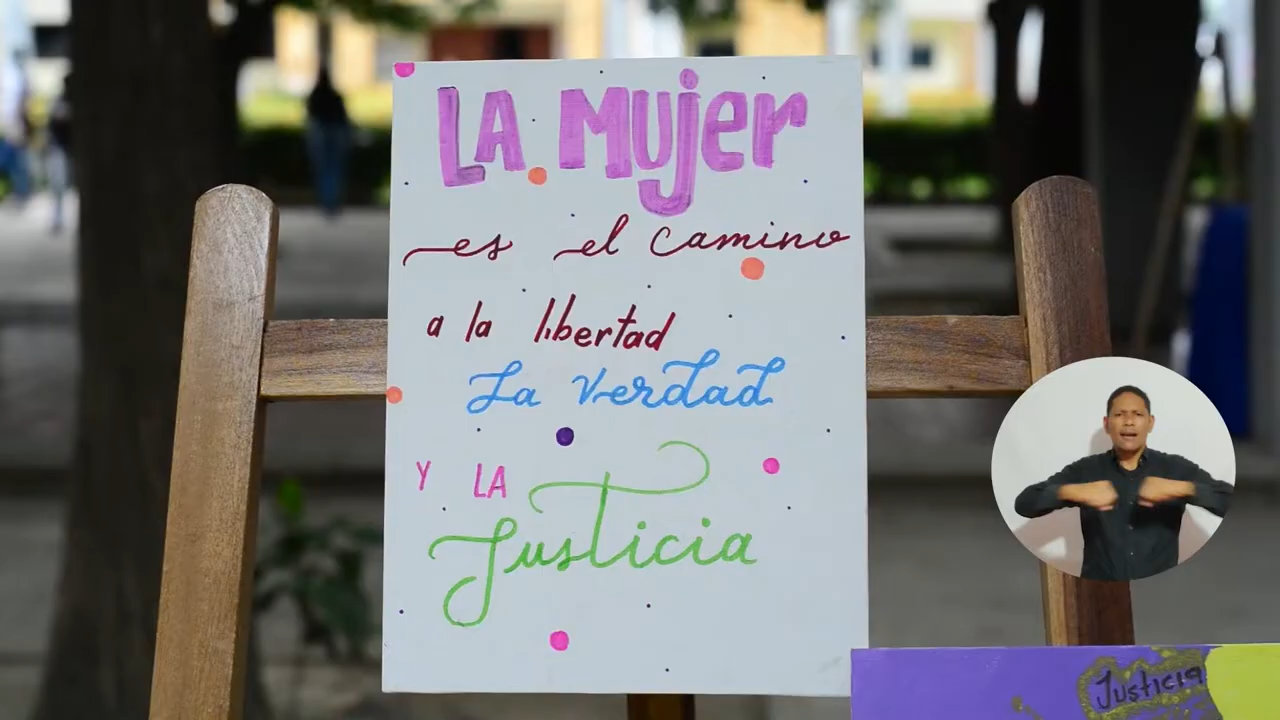 LA MUjer
es el camino
a la libertad
La Verdad
Y LA
Justicia
Justicia